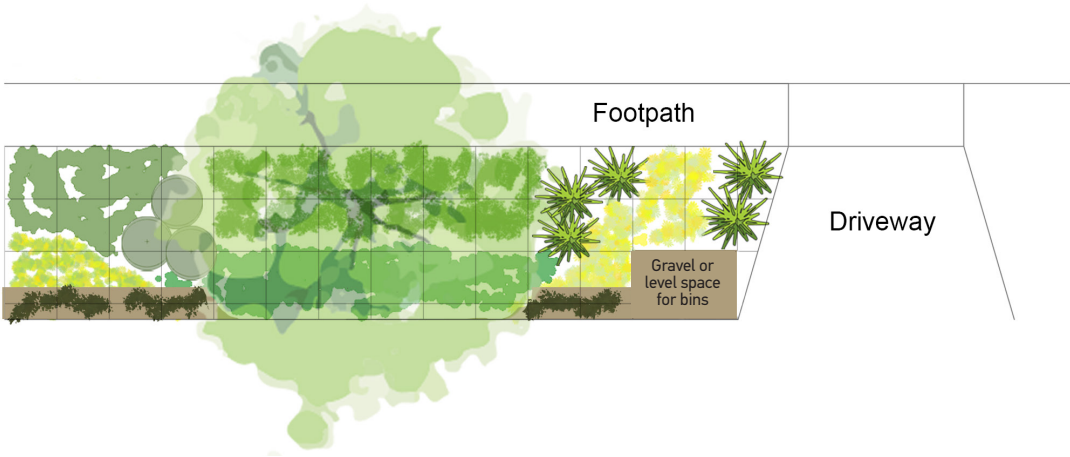 Footpath
Driveway
Gravel or
level space
for bins